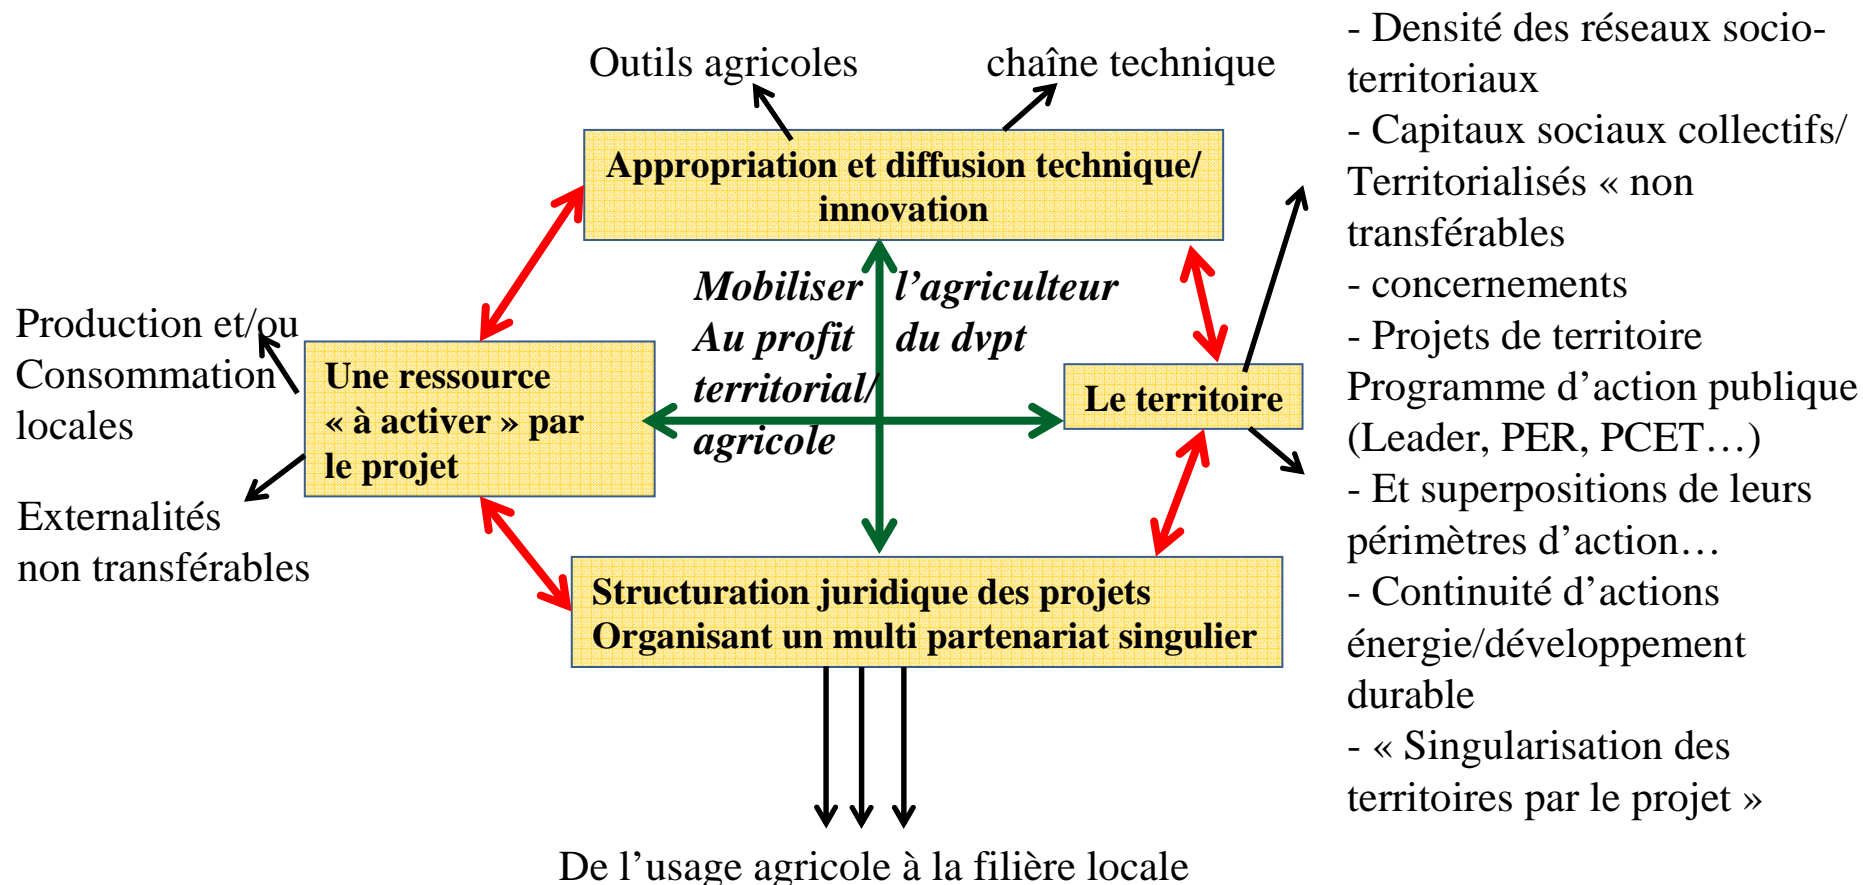 Outils agricoles
chaîne technique
Appropriation et diffusion technique/
innovation
Mobiliser l’agriculteur
Au profit du dvpt
territorial/
agricole
Production et/ou
Consommation
locales
Une ressource
« à activer » par
le projet
Externalités
non transférables
Le territoire
Structuration juridique des projets
Organisant un multi partenariat singulier
De l’usage agricole à la filière locale
- Densité des réseaux socio-
territoriaux
- Capitaux sociaux collectifs/
Territorialisés « non
transférables
- concernements
- Projets de territoire
Programme d’action publique
(Leader, PER, PCET…)
- Et superpositions de leurs
périmètres d’action…
- Continuité d’actions
énergie/développement
durable
- « Singularisation des
territoires par le projet »